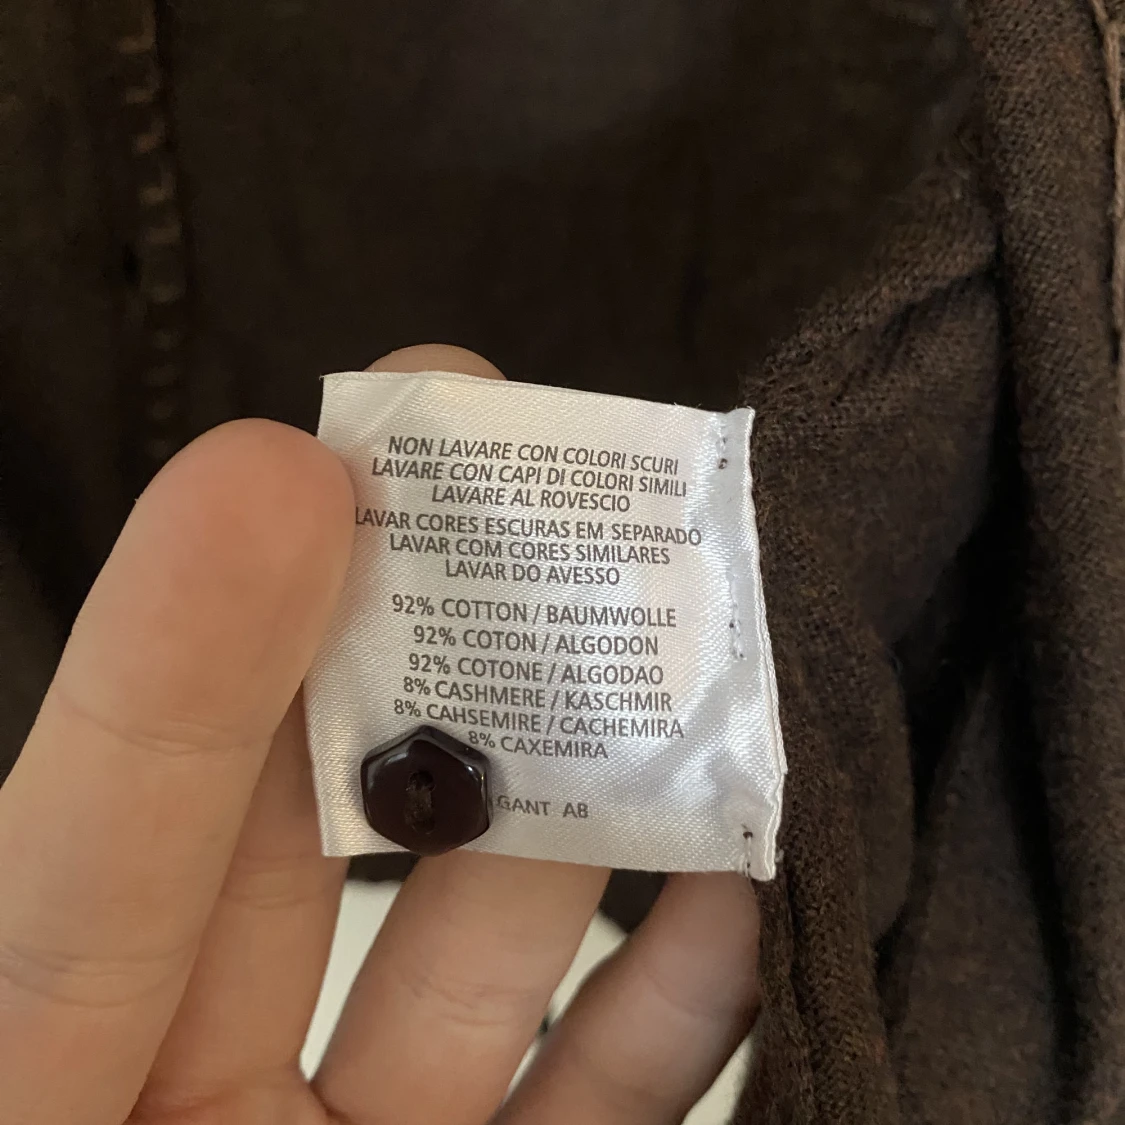 NON LAVARE CON COLORI SCURI
LAVARE CON CAPI DI COLORI SIMILI
LAVARE AL ROVESCIO
LAVAR CORES ESCURAS EM SEPARADO
LAVAR COM CORES SIMILARES
LAVAR DO AVESSO
92% COTTON / BAUMWOLLE
92% COTON / ALGODON
92% COTONE / ALGODAO
8% CASHMERE / KASCHMIR
8% CAHSEMIRE / CACHEMIRA
8% CAXEMIRA
GANT AB